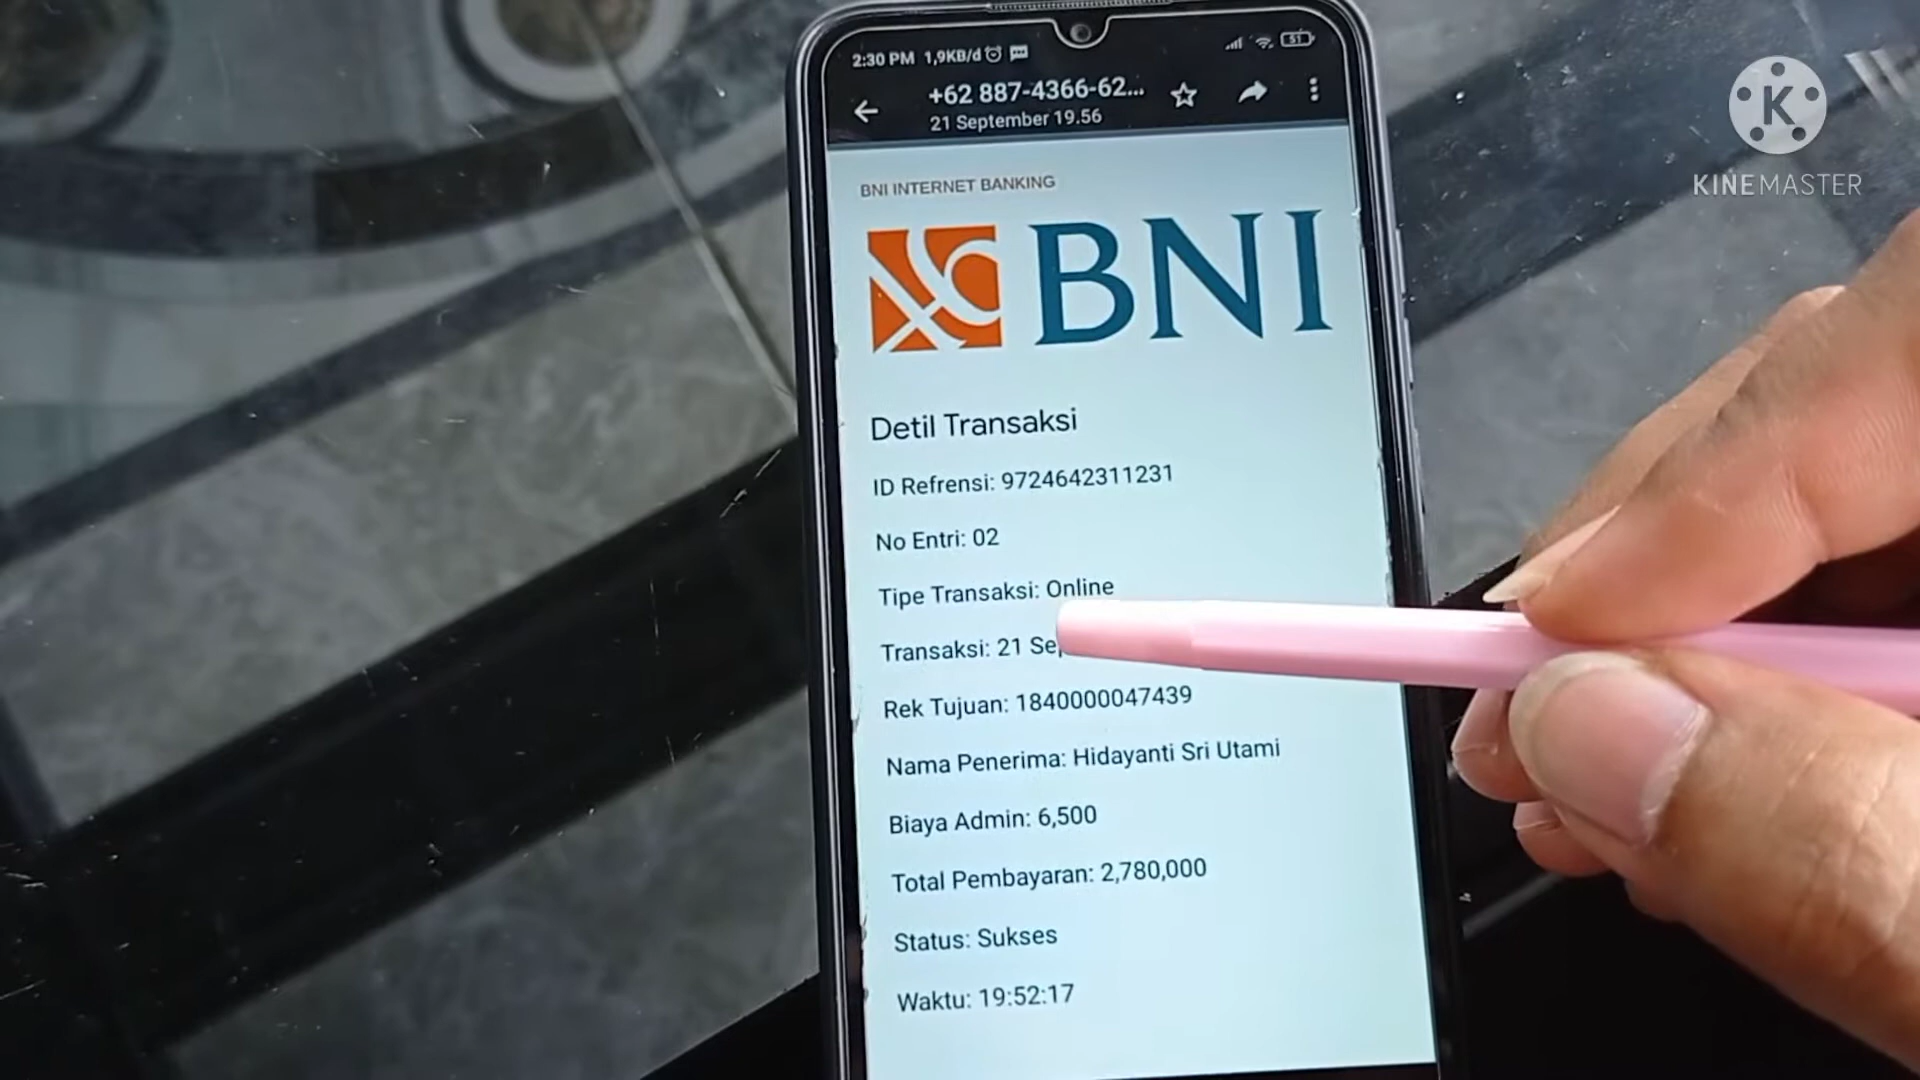 2:30 PM 1,9KB/d
51
+62 887-4366-62...
21 September 19.56
BNI INTERNET BANKING
BNI
Detil Transaksi
ID Refrensi: 9724642311231
No Entri: 02
Tipe Transaksi: Online
Transaksi: 21
Rek Tujuan: 1840000047439
Nama Penerima: Hidayanti Sri Utami
Biaya Admin: 6,500
Total Pembayaran: 2,780,000
Status: Sukses
Waktu: 19:52:17
K
KINEMASTER